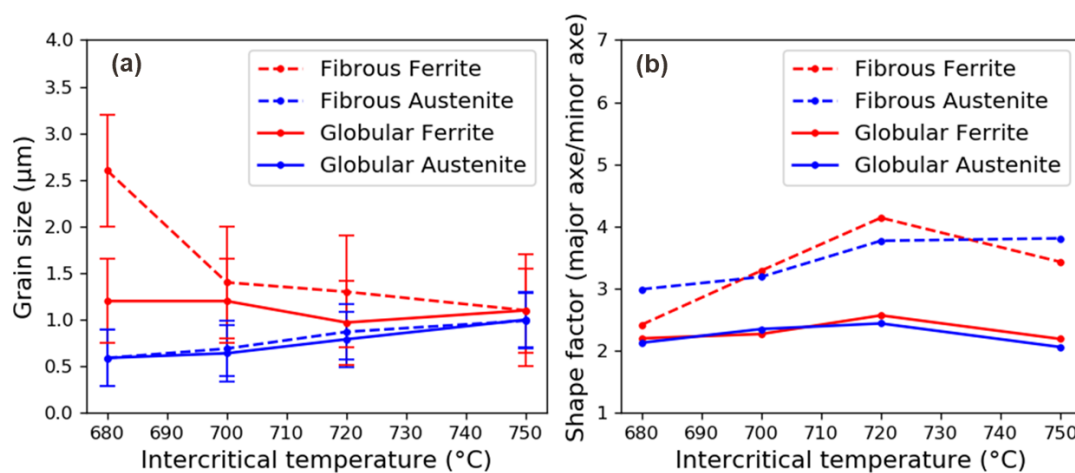 (a)
Grain size (μm)
4.0
3.5
3.0
2.5
2.0
1.5
1.0
0.5
0.0
Fibrous Ferrite
Fibrous Austenite
Globular Ferrite
Globular Austenite
680 690 700 710 720 730 740 750
Intercritical temperature (°C)
(b)
Shape factor (major axe/minor axe)
7
6
5
4
3
2
1
Fibrous Ferrite
Fibrous Austenite
Globular Ferrite
Globular Austenite
680 690 700 710 720 730 740 750
Intercritical temperature (°C)